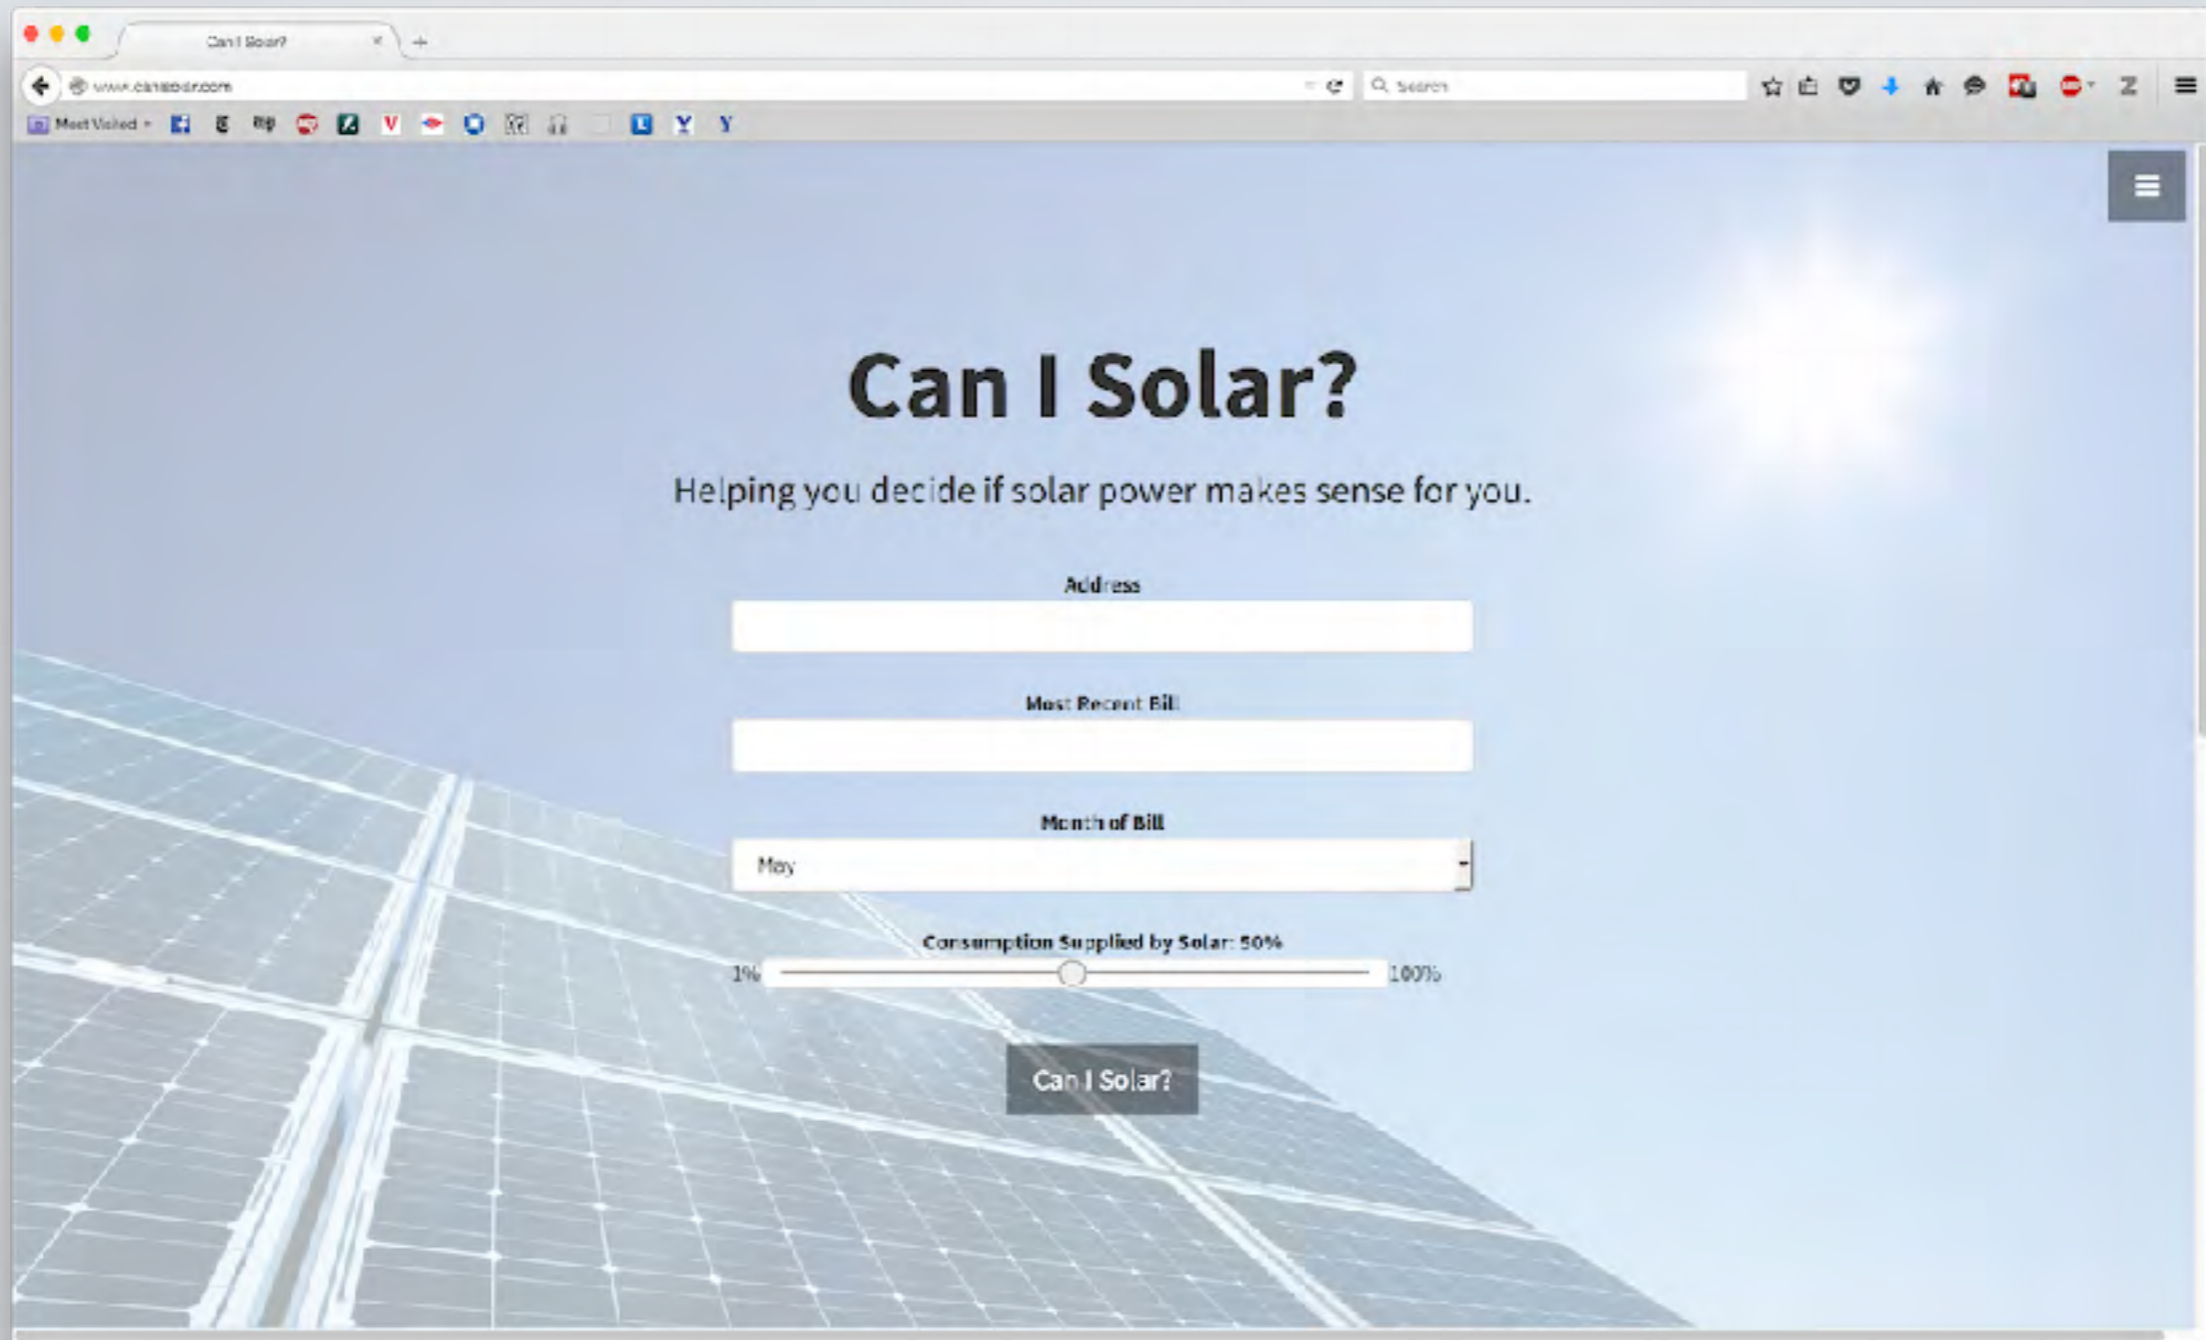 Can I Solar?
www.canisolar.com
Search
Most Visited
Can I Solar?
Helping you decide if solar power makes sense for you.
Address
Most Recent Bill
Month of Bill
May
Consumption Supplied by Solar: 50%
1%
100%
Can I Solar?